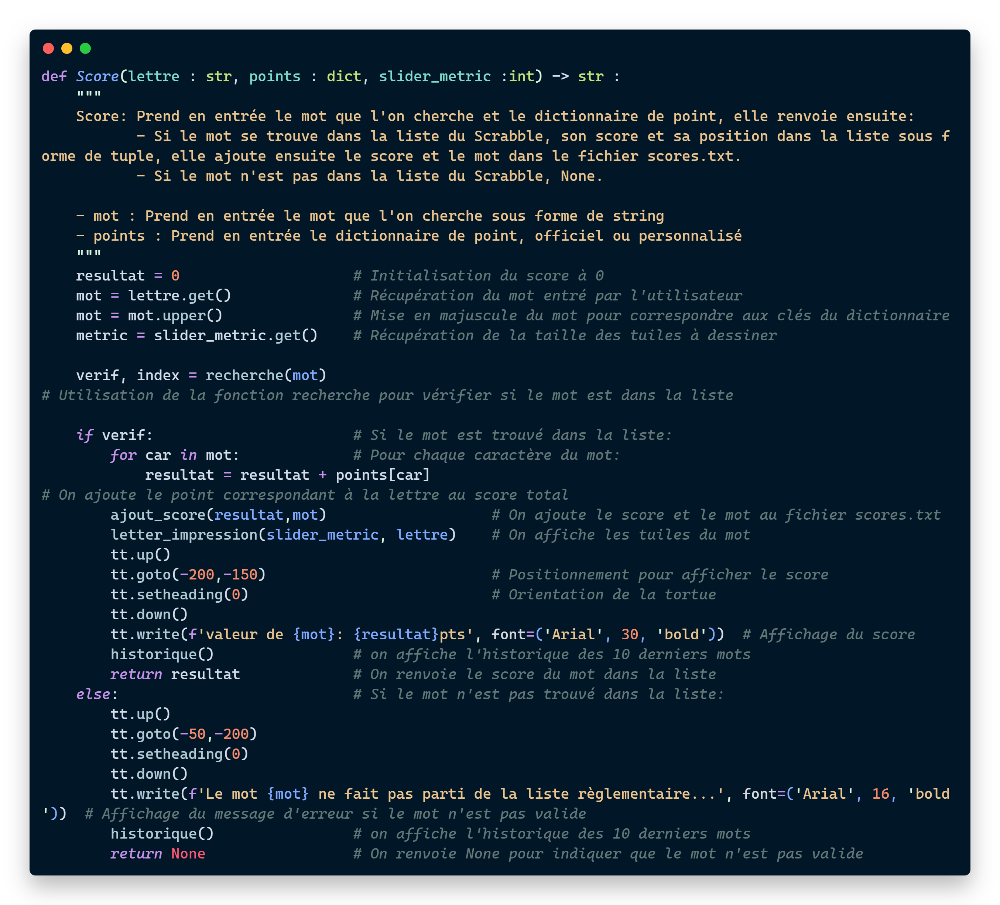 def Score(lettre : str, points : dict, slider_metric :int) -> str :
    """
    Score: Prend en entrée le mot que l'on cherche et le dictionnaire de point, elle renvoie ensuite:
           - Si le mot se trouve dans la liste du Scrabble, son score et sa position dans la liste sous f
orme de tuple, elle ajoute ensuite le score et le mot dans le fichier scores.txt.
           - Si le mot n'est pas dans la liste du Scrabble, None.

    - mot : Prend en entrée le mot que l'on cherche sous forme de string
    - points : Prend en entrée le dictionnaire de point, officiel ou personnalisé
    """
    resultat = 0                    # Initialisation du score à 0
    mot = lettre.get()              # Récupération du mot entré par l'utilisateur
    mot = mot.upper()               # Mise en majuscule du mot pour correspondre aux clés du dictionnaire
    metric = slider_metric.get()    # Récupération de la taille des tuiles à dessiner

    verif, index = recherche(mot)
# Utilisation de la fonction recherche pour vérifier si le mot est dans la liste

    if verif:                       # Si le mot est trouvé dans la liste:
        for car in mot:             # Pour chaque caractère du mot:
            resultat = resultat + points[car]
# On ajoute le point correspondant à la lettre au score total
        ajout_score(resultat,mot)                   # On ajoute le score et le mot au fichier scores.txt
        letter_impression(slider_metric, lettre)    # On affiche les tuiles du mot
        tt.up()
        tt.goto(-200,-150)                          # Positionnement pour afficher le score
        tt.setheading(0)                            # Orientation de la tortue
        tt.down()
        tt.write(f'valeur de {mot}: {resultat}pts', font=('Arial', 30, 'bold'))  # Affichage du score
        historique()                # on affiche l'historique des 10 derniers mots
        return resultat             # On renvoie le score du mot dans la liste
    else:                           # Si le mot n'est pas trouvé dans la liste:
        tt.up()
        tt.goto(-50,-200)
        tt.setheading(0)
        tt.down()
        tt.write(f'Le mot {mot} ne fait pas parti de la liste règlementaire...', font=('Arial', 16, 'bold
'))  # Affichage du message d'erreur si le mot n'est pas valide
        historique()                # on affiche l'historique des 10 derniers mots
        return None                 # On renvoie None pour indiquer que le mot n'est pas valide